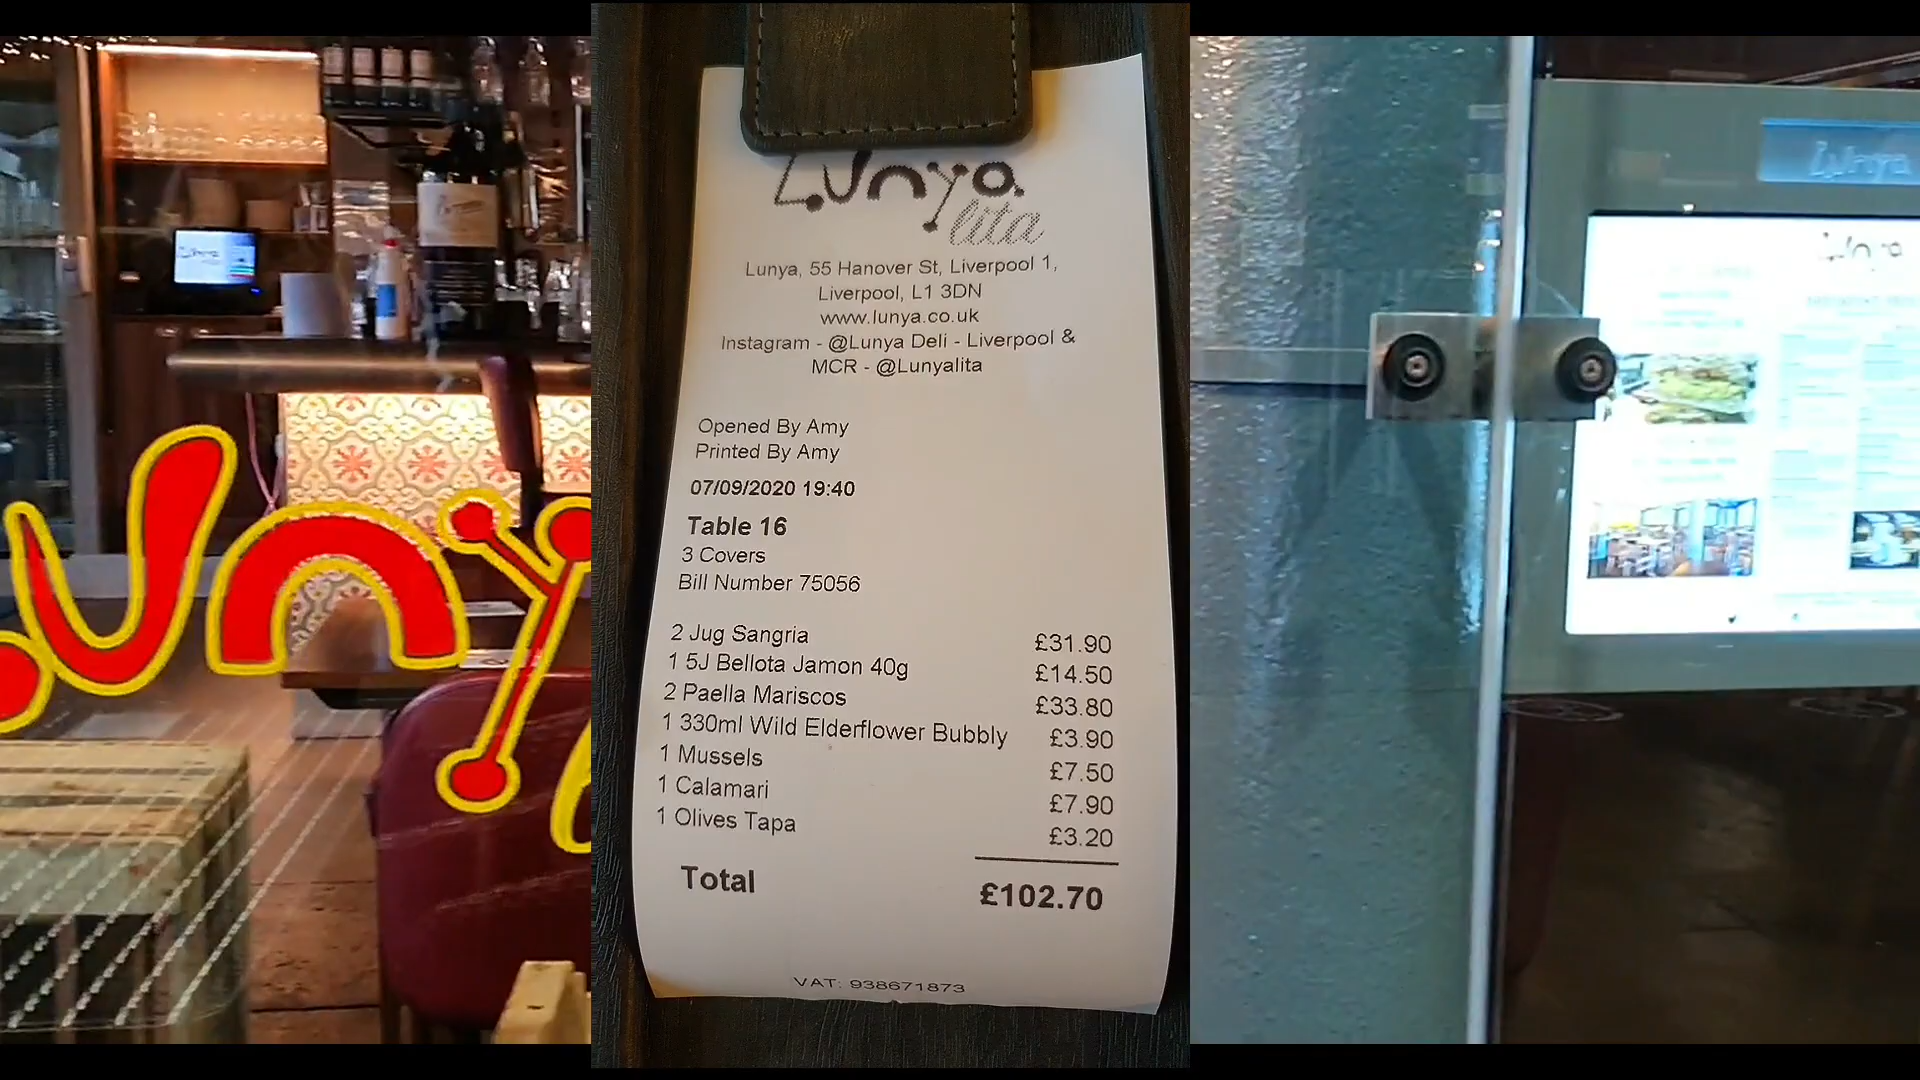 Lunya
Lunya
Lunya
lita
Lunya, 55 Hanover St, Liverpool 1,
Liverpool, L1 3DN
www.lunya.co.uk
Instagram - @Lunya Deli - Liverpool &
MCR - @Lunyalita
Opened By Amy
Printed By Amy
07/09/2020 19:40
Table 16
3 Covers
Bill Number 75056
2 Jug Sangria £31.90
1 5J Bellota Jamon 40g £14.50
2 Paella Mariscos £33.80
1 330ml Wild Elderflower Bubbly £3.90
1 Mussels £7.50
1 Calamari £7.90
1 Olives Tapa £3.20
Total £102.70
VAT: 938671873
Lunya
Lunya